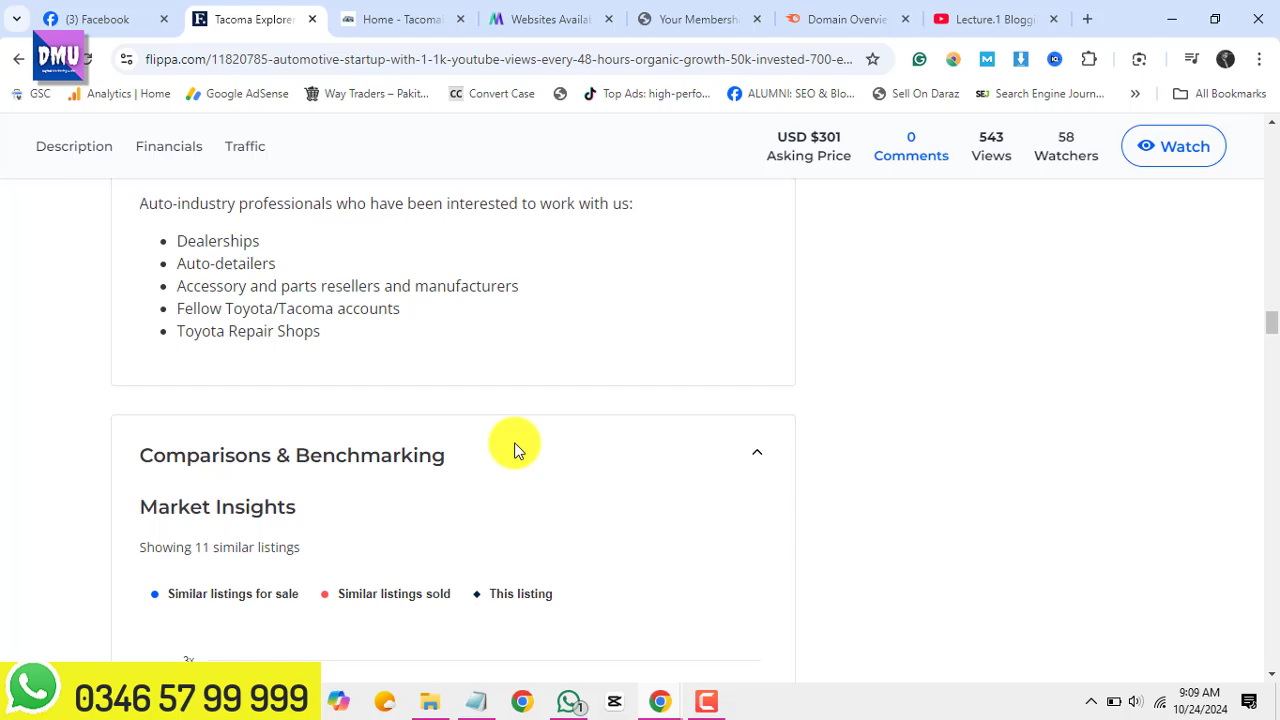 (3) Facebook
Tacoma Explorer
Home - Tacoma
Websites Availa
Your Membersh
Domain Overvi
Lecture.1 Bloggi
DMU
flippa.com/11820785-automotive-startup-with-1-1k-youtube-views-every-48-hours-organic-growth-50k-invested-700-e...
GSC
Analytics | Home
Google AdSense
Way Traders – Pakit...
Convert Case
Top Ads: high-perfo...
ALUMNI: SEO & Blo...
Sell On Daraz
Search Engine Journ...
All Bookmarks
Description
Financials
Traffic
USD $301
Asking Price
0
Comments
543
Views
58
Watchers
Watch
Auto-industry professionals who have been interested to work with us:
• Dealerships
• Auto-detailers
• Accessory and parts resellers and manufacturers
• Fellow Toyota/Tacoma accounts
• Toyota Repair Shops
Comparisons & Benchmarking
Market Insights
Showing 11 similar listings
Similar listings for sale
Similar listings sold
This listing
3x
0346 57 99 999
9:09 AM
10/24/2024